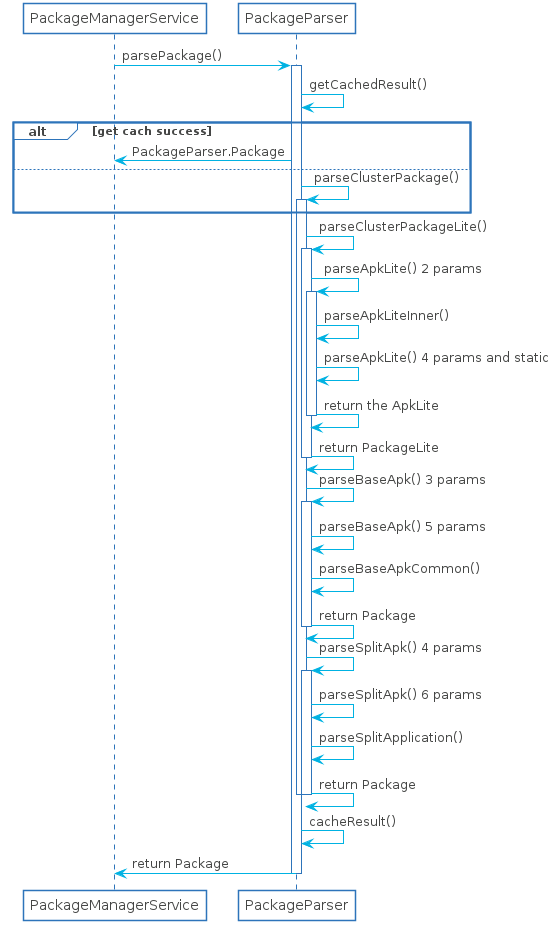 PackageManagerService
PackageParser
parsePackage()
getCachedResult()
alt
[get cach success]
PackageParser.Package
parseClusterPackage()
parseClusterPackageLite()
parseApkLite() 2 params
parseApkLiteInner()
parseApkLite() 4 params and static
return the ApkLite
return PackageLite
parseBaseApk() 3 params
parseBaseApk() 5 params
parseBaseApkCommon()
return Package
parseSplitApk() 4 params
parseSplitApk() 6 params
parseSplitApplication()
return Package
cacheResult()
return Package
PackageManagerService
PackageParser